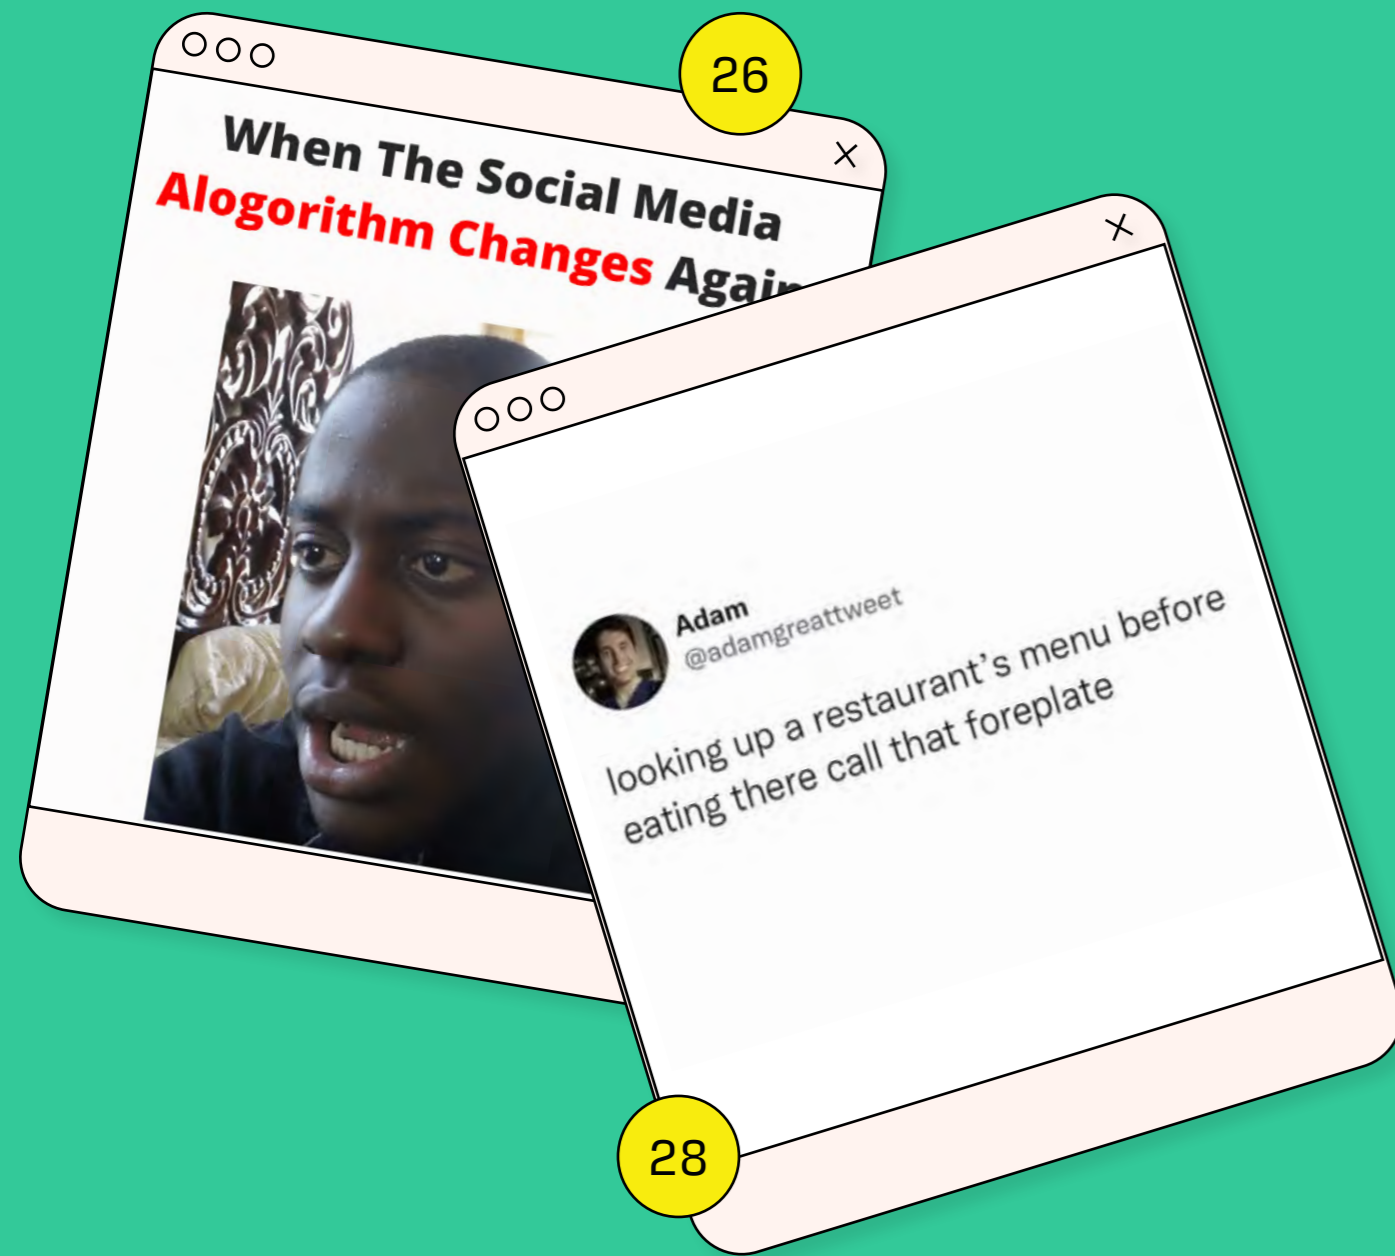 26
When The Social Media
Alogorithm Changes Again
Adam
@adamgreattweet
looking up a restaurant's menu before
eating there call that foreplate
28